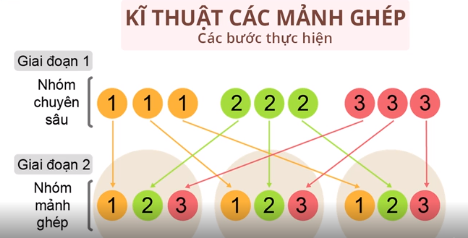 KĨ THUẬT CÁC MẢNH GHÉP
Các bước thực hiện
Giai đoạn 1
Nhóm
chuyên
sâu
1 1 1 2 2 2 3 3 3
Giai đoạn 2
Nhóm
mảnh
ghép
1 2 3 1 2 3 1 2 3